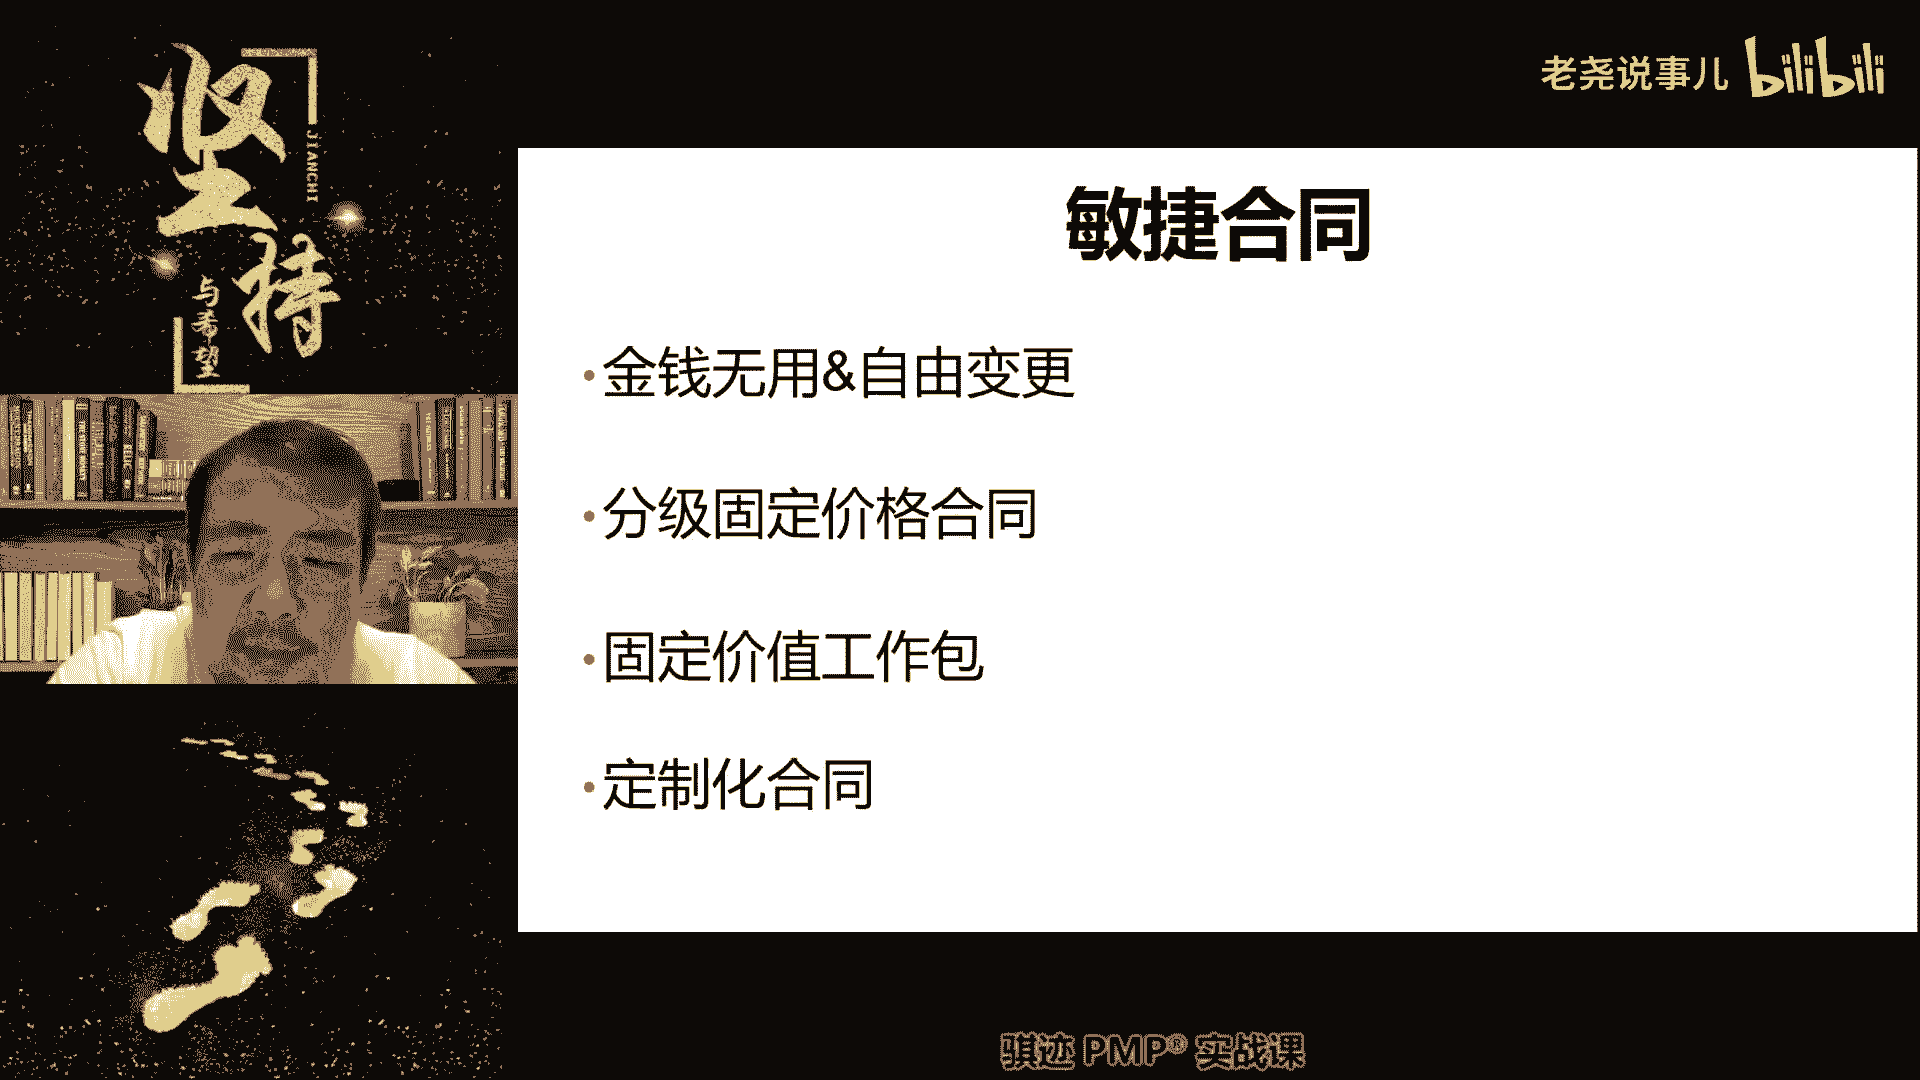 坚持
JIANCHI
与希望
老尧说事儿 bilibili
敏捷合同
•金钱无用&自由变更
•分级固定价格合同
•固定价值工作包
•定制化合同
骐迹 PMP® 实战课